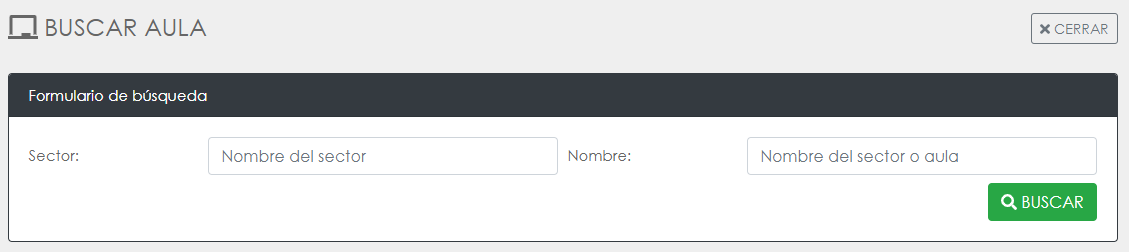 BUSCAR AULA
CERRAR
Formulario de búsqueda
Sector:
Nombre del sector
Nombre:
Nombre del sector o aula
BUSCAR